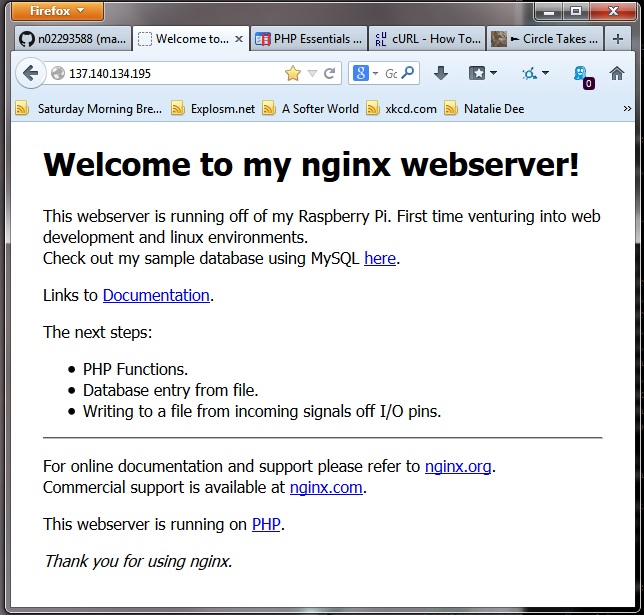 Firefox
n02293588 (ma...
Welcome to...
PHP Essentials ...
cURL - How To...
► Circle Takes ...
137.140.134.195
8
Gc
0
Saturday Morning Bre...
Explosm.net
A Softer World
xkcd.com
Natalie Dee
»
Welcome to my nginx webserver!
This webserver is running off of my Raspberry Pi. First time venturing into web
development and linux environments.
Check out my sample database using MySQL here.
Links to Documentation.
The next steps:
• PHP Functions.
• Database entry from file.
• Writing to a file from incoming signals off I/O pins.
For online documentation and support please refer to nginx.org.
Commercial support is available at nginx.com.
This webserver is running on PHP.
Thank you for using nginx.